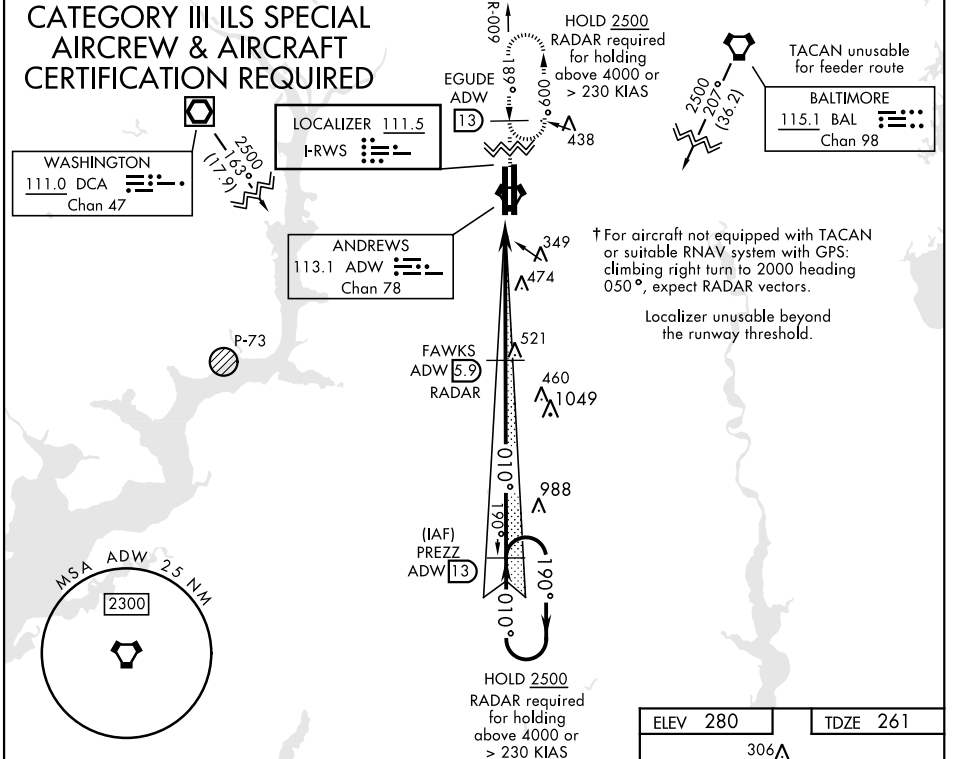 CATEGORY III ILS SPECIAL
AIRCREW & AIRCRAFT
CERTIFICATION REQUIRED
R-009
189°
009°
HOLD 2500
RADAR required
for holding
above 4000 or
> 230 KIAS
EGUDE
ADW
13
438
TACAN unusable
for feeder route
2500
207°
(36.2)
BALTIMORE
115.1 BAL
Chan 98
LOCALIZER 111.5
I-RWS
2500
163°
(17.9)
WASHINGTON
111.0 DCA
Chan 47
ANDREWS
113.1 ADW
Chan 78
349
474
† For aircraft not equipped with TACAN
or suitable RNAV system with GPS:
climbing right turn to 2000 heading
050°, expect RADAR vectors.
Localizer unusable beyond
the runway threshold.
P-73
FAWKS
ADW 5.9
RADAR
521
460
1049
010°
988
190°
(IAF)
PREZZ
ADW 13
190°
010°
MSA ADW 25 NM
2300
HOLD 2500
RADAR required
for holding
above 4000 or
> 230 KIAS
ELEV 280
TDZE 261
306